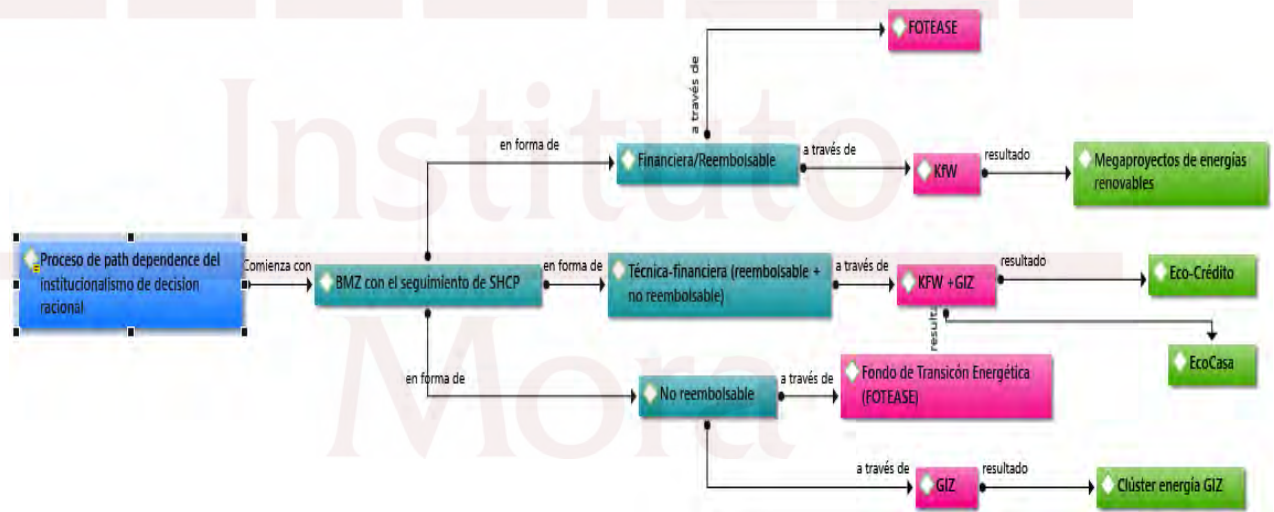 FOTEASE
a través de
Instituto
Mora
en forma de
Financiera/Reembolsable
a través de
KfW
resultado
Megaproyectos de energías
renovables
Proceso de path dependence del
institucionalismo de decision
racional
Comienza con
BMZ con el seguimiento de SHCP
en forma de
Técnica-financiera (reembolsable +
no reembolsable)
a través de
KFW +GIZ
resultado
Eco-Crédito
resulta
EcoCasa
en forma de
No reembolsable
a través de
Fondo de Transicón Energética
(FOTEASE)
a través de
GIZ
resultado
Clúster energía GIZ